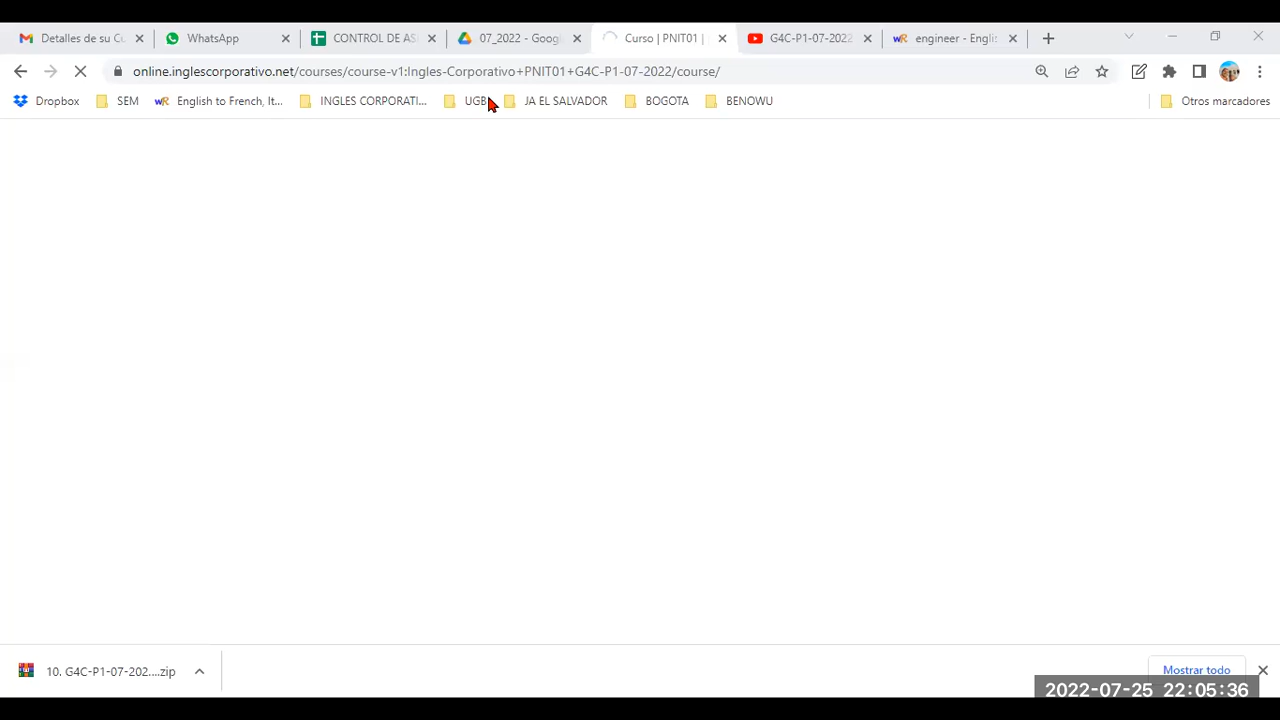 Detalles de su Cu
WhatsApp
CONTROL DE AS
07_2022 - Google
Curso | PNIT01 |
G4C-P1-07-2022
engineer - Englis
online.inglescorporativo.net/courses/course-v1:Ingles-Corporativo+PNIT01+G4C-P1-07-2022/course/
Dropbox
SEM
English to French, It...
INGLES CORPORATI...
UGB
JA EL SALVADOR
BOGOTA
BENOWU
Otros marcadores
10. G4C-P1-07-202....zip
Mostrar todo
2022-07-25 22:05:36